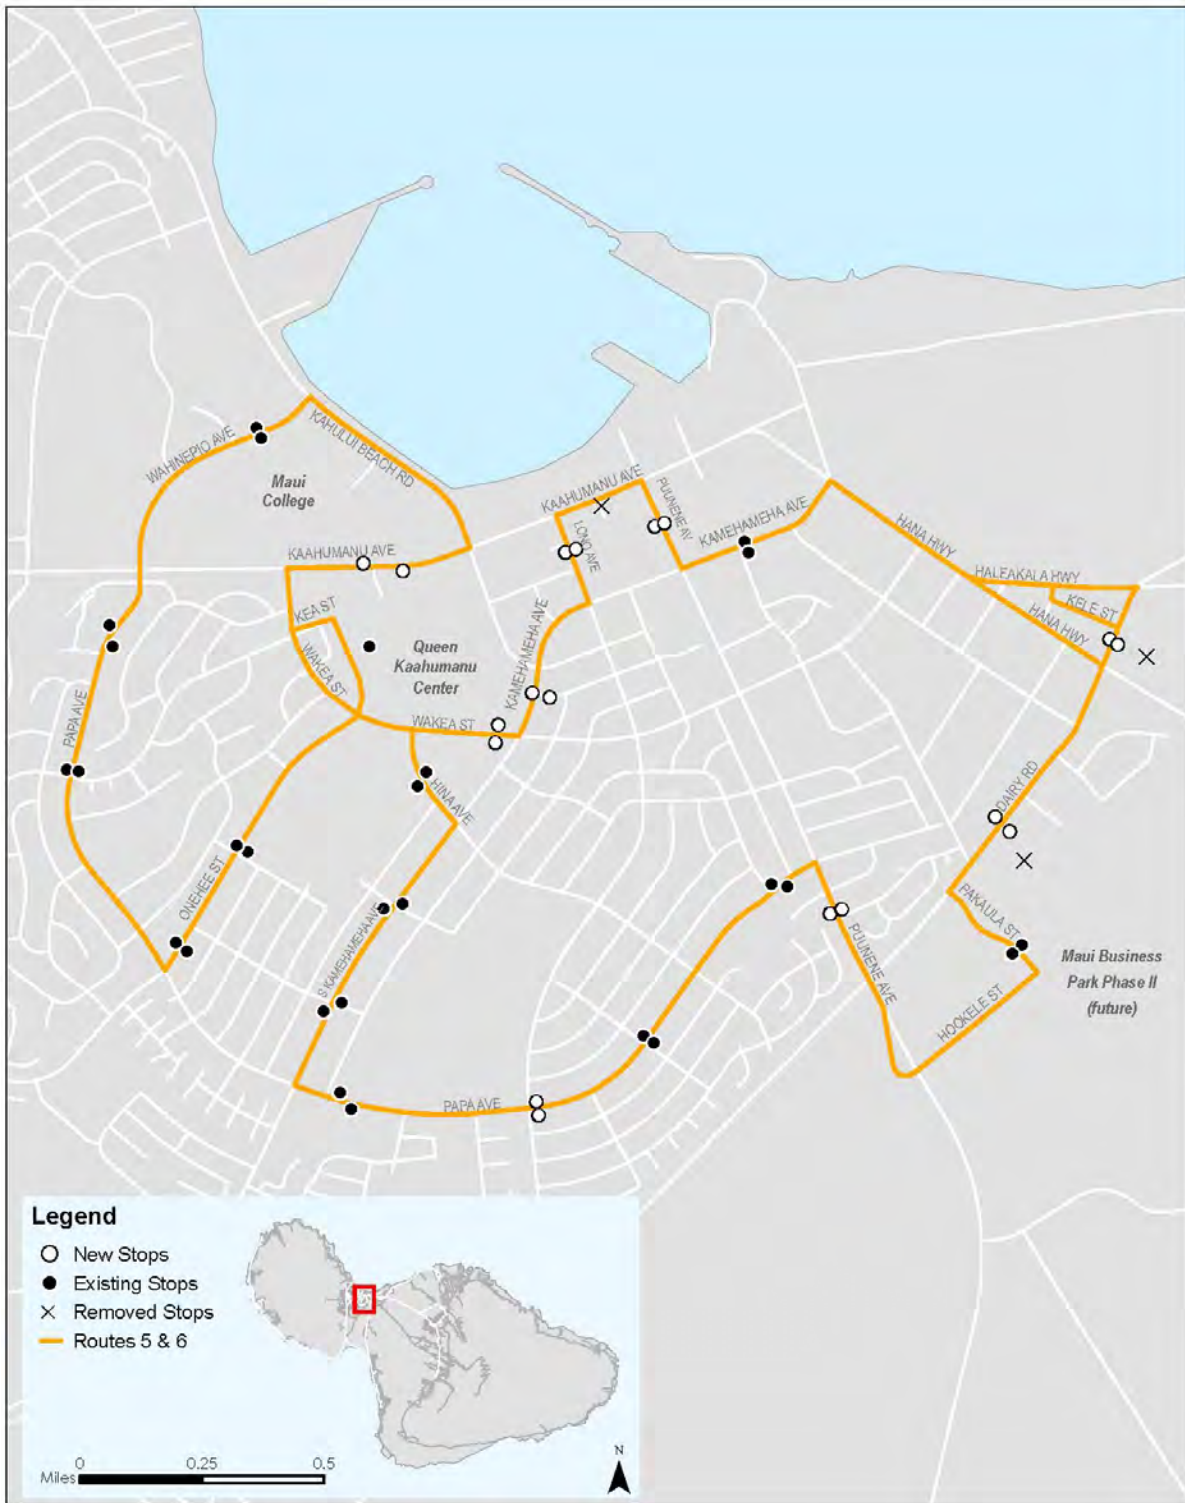 WAHINEPIO AVE
KAHULUI BEACH RD
Maui
College
KAAHUMANU AVE
PUUNENE AV
LONO AVE
KAMEHAMEHA AVE
HANA HWY
HALEAKALA HWY
KELE ST
HANA HWY
KAAHUMANU AVE
KEA ST
WAKEA ST
Queen
Kaahumanu
Center
KAMEHAMEHA AVE
WAKEA ST
PAPA AVE
HINA AVE
DAIRY RD
ONEHEE ST
S KAMEHAMEHA AVE
PAKAULA ST
PUUNENE AVE
HOOKELE ST
Maui Business
Park Phase II
(future)
PAPA AVE
Legend
New Stops
Existing Stops
Removed Stops
Routes 5 & 6
0 0.25 0.5
Miles
N